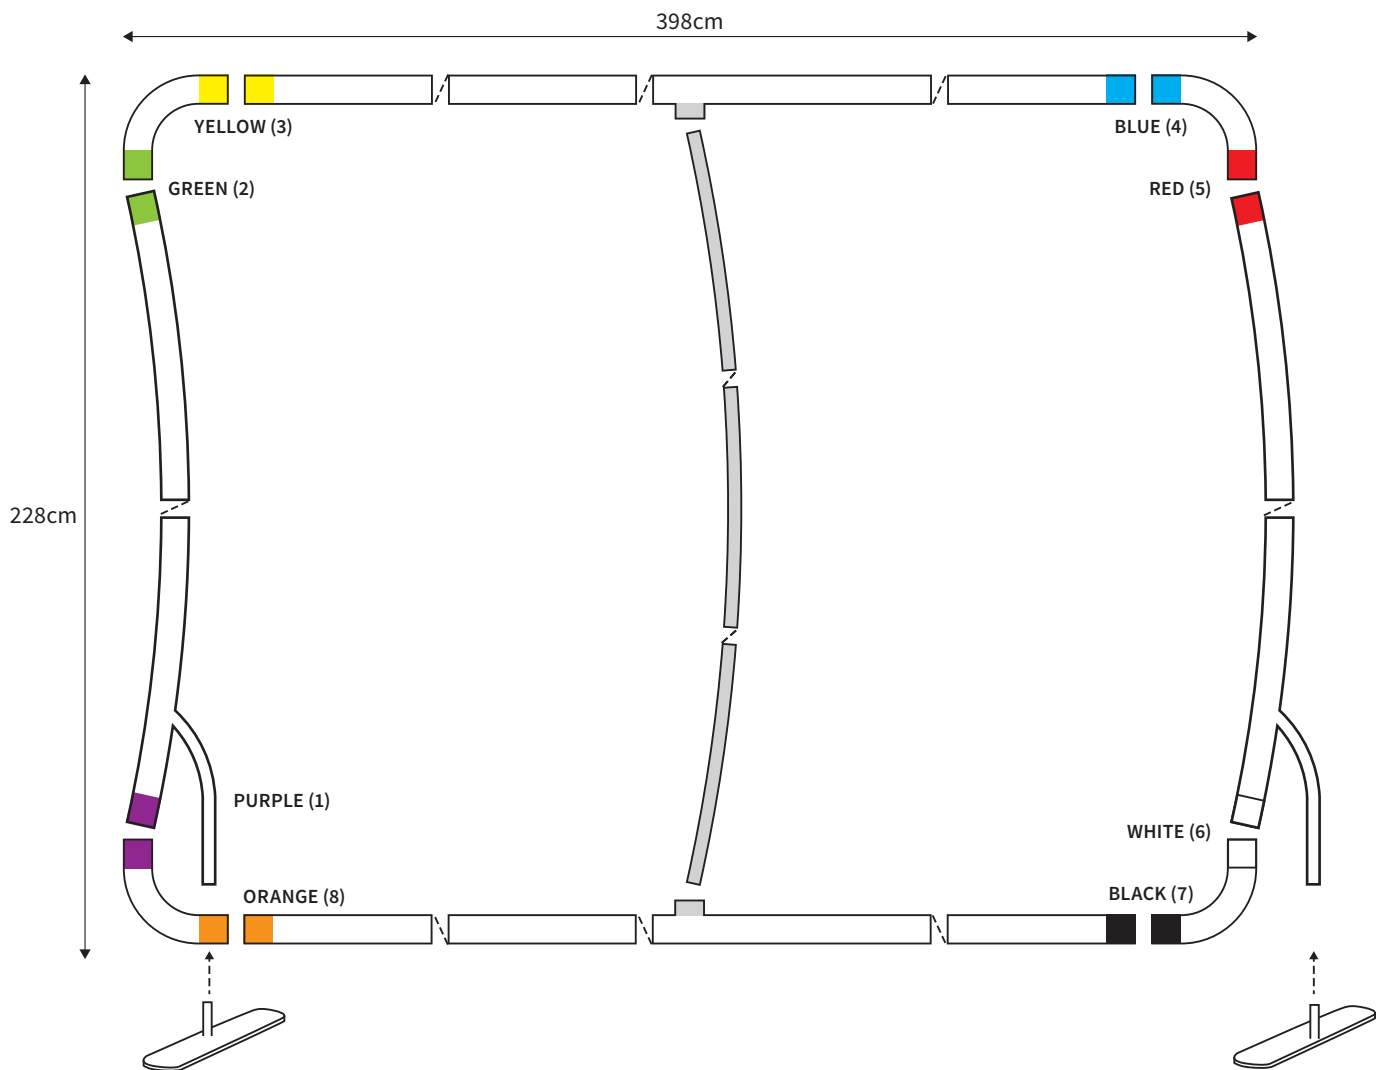 398cm
YELLOW (3)
BLUE (4)
GREEN (2)
RED (5)
228cm
PURPLE (1)
WHITE (6)
ORANGE (8)
BLACK (7)